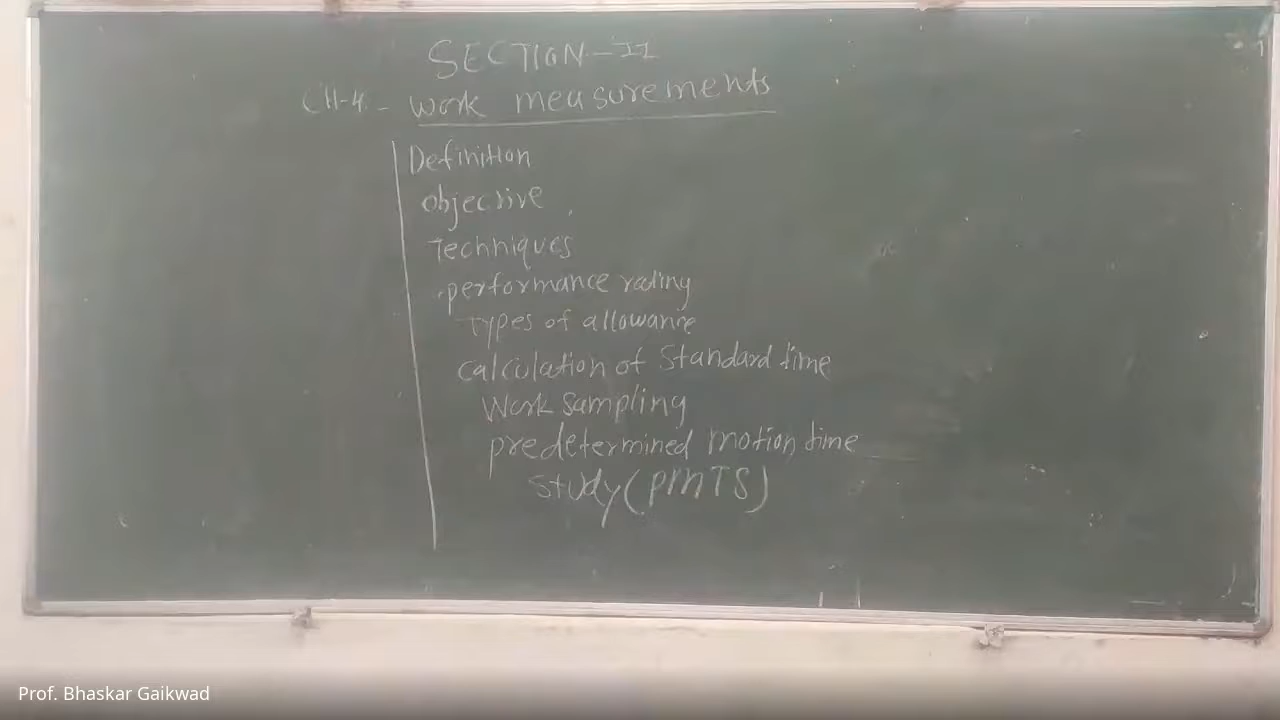 SECTION-II
CH-4 - Work measurements
Definition
Objective
Techniques
performance rating
Types of allowance
calculation of Standard time
Work sampling
predetermined motion time
study (PMTS)
Prof. Bhaskar Gaikwad